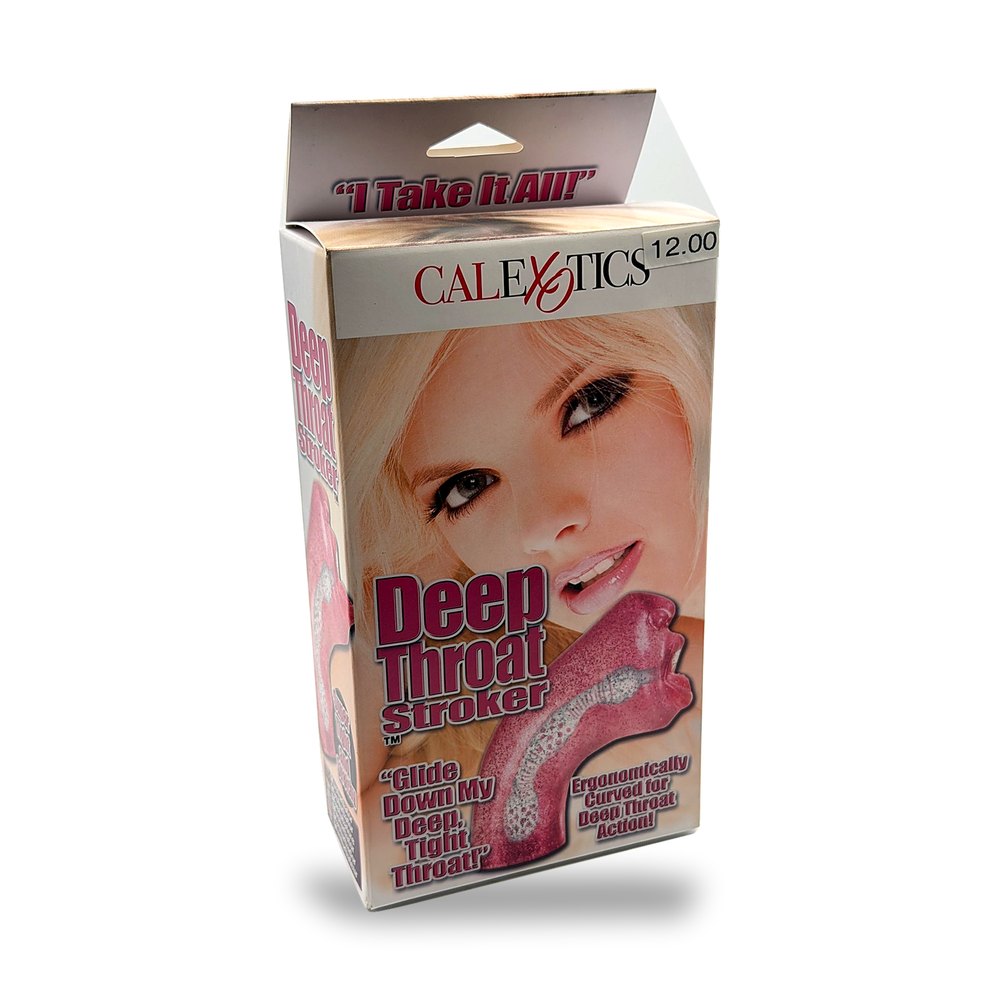 “I Take It All!”
12.00
CALEXOTICS
Deep
Throat
Stroker
Deep
Throat
Stroker
TM
“Glide
Down My
Deep,
Tight
Throat!”
Ergonomically
Curved for
Deep Throat
Action!